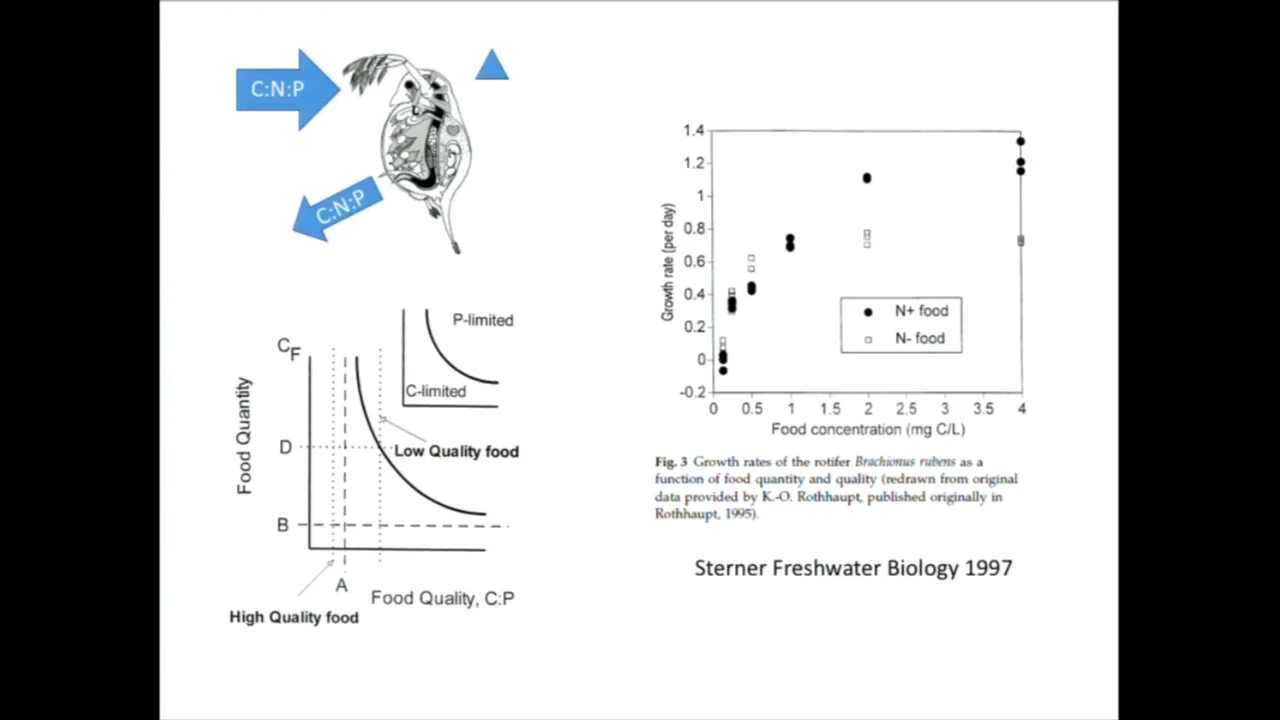 C:N:P
C:N:P
P-limited
C-limited
CF
Food Quantity
D
Low Quality food
B
A
Food Quality, C:P
High Quality food
1.4
1.2
1
0.8
0.6
0.4
0.2
0
-0.2
Growth rate (per day)
N+ food
N- food
0 0.5 1 1.5 2 2.5 3 3.5 4
Food concentration (mg C/L)
Fig. 3 Growth rates of the rotifer Brachionus rubens as a
function of food quantity and quality (redrawn from original
data provided by K.-O. Rothhaupt, published originally in
Rothhaupt, 1995).
Sterner Freshwater Biology 1997